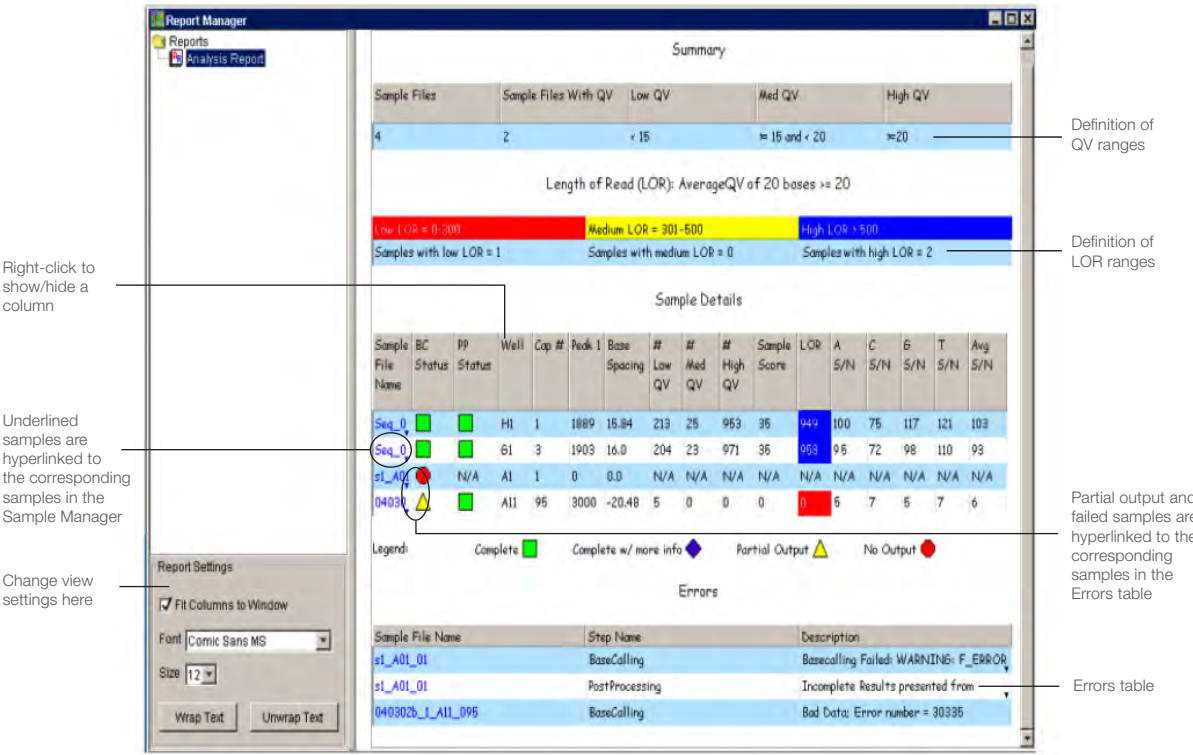 Report Manager
Reports
Analysis Report
Summary
Sample Files Sample Files With QV Low QV Med QV High QV
4 2 < 15 >= 15 and < 20 >=20
Definition of
QV ranges
Length of Read (LOR): AverageQV of 20 bases >= 20
Low LOR = 0-300 Medium LOR = 301-500 High LOR > 500
Samples with low LOR = 1 Samples with medium LOR = 0 Samples with high LOR = 2
Definition of
LOR ranges
Right-click to
show/hide a
column
Sample Details
Sample BC PP Well Cap # Peak 1 Base # # # Sample LOR A C G T Avg
File Status Status Spacing Low Med High Score S/N S/N S/N S/N S/N
Name QV QV QV
Seq_0 H1 1 1889 15.84 213 25 953 35 949 100 75 117 121 103
Seq_0 G1 3 1903 16.0 204 23 971 35 958 95 72 98 110 93
s1_A01 N/A A1 1 0 0.0 N/A N/A N/A N/A N/A N/A N/A N/A N/A N/A
04030 A11 95 3000 -20.48 5 0 0 0 0 5 7 5 7 6
Underlined
samples are
hyperlinked to
the corresponding
samples in the
Sample Manager
Partial output and
failed samples are
hyperlinked to the
corresponding
samples in the
Errors table
Legend: Complete Complete w/ more info Partial Output No Output
Report Settings
Change view
settings here
Fit Columns to Window
Font Comic Sans MS
Size 12
Wrap Text Unwrap Text
Errors
Sample File Name Step Name Description
s1_A01_01 BaseCalling Basecalling Failed: WARNING: F_ERROR
s1_A01_01 PostProcessing Incomplete Results presented from
040302b_1_A11_095 BaseCalling Bad Data: Error number = 30335
Errors table